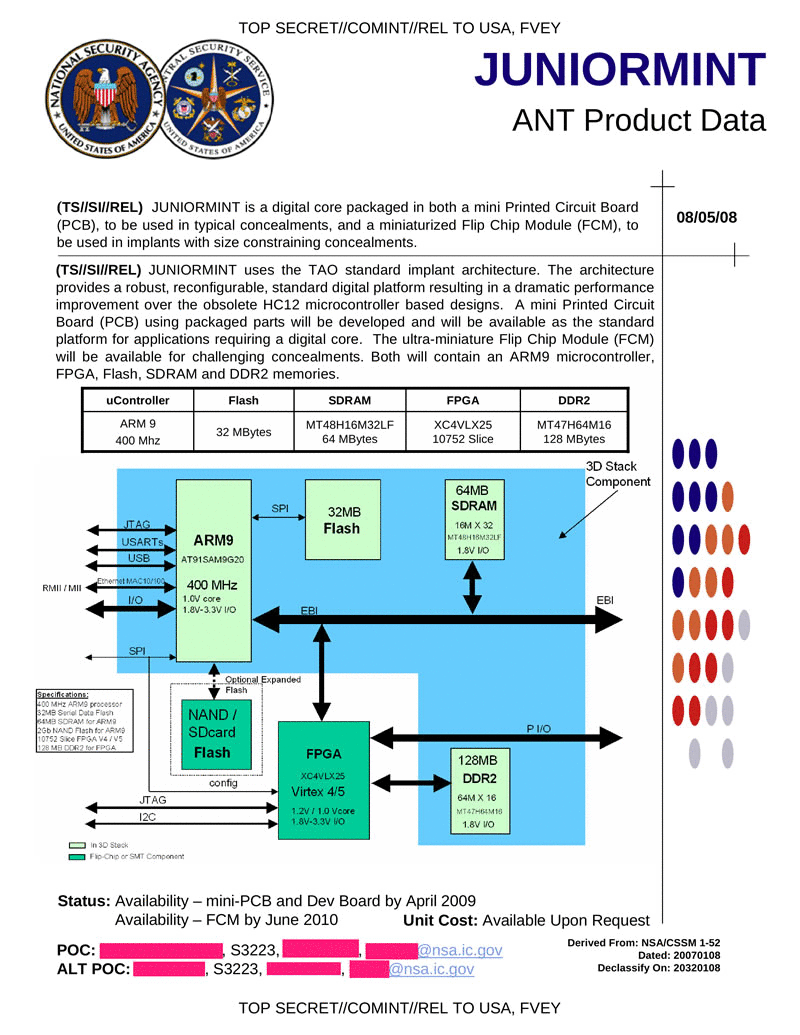 TOP SECRET//COMINT//REL TO USA, FVEY
NATIONAL SECURITY AGENCY
UNITED STATES OF AMERICA
CENTRAL SECURITY SERVICE
UNITED STATES OF AMERICA
JUNIORMINT
ANT Product Data
(TS//SI//REL) JUNIORMINT is a digital core packaged in both a mini Printed Circuit Board
(PCB), to be used in typical concealments, and a miniaturized Flip Chip Module (FCM), to
be used in implants with size constraining concealments.
08/05/08
(TS//SI//REL) JUNIORMINT uses the TAO standard implant architecture. The architecture
provides a robust, reconfigurable, standard digital platform resulting in a dramatic performance
improvement over the obsolete HC12 microcontroller based designs. A mini Printed Circuit
Board (PCB) using packaged parts will be developed and will be available as the standard
platform for applications requiring a digital core. The ultra-miniature Flip Chip Module (FCM)
will be available for challenging concealments. Both will contain an ARM9 microcontroller,
FPGA, Flash, SDRAM and DDR2 memories.
uController Flash SDRAM FPGA DDR2
ARM 9
400 Mhz
32 MBytes
MT48H16M32LF
64 MBytes
XC4VLX25
10752 Slice
MT47H64M16
128 MBytes
3D Stack
Component
JTAG
USARTs
USB
RMII / MII
Ethernet MAC10/100
I/O
SPI
ARM9
AT91SAM9G20
400 MHz
1.0V core
1.8V-3.3V I/O
SPI
32MB
Flash
64MB
SDRAM
16M X 32
MT48H16M32LF
1.8V I/O
EBI
EBI
Optional Expanded
Flash
NAND /
SDcard
Flash
config
Specifications:
400 MHz ARM9 processor
32MB Serial Data Flash
64MB SDRAM for ARM9
2Gb NAND Flash for ARM9
10752 Slice FPGA V4 / V5
128 MB DDR2 for FPGA
FPGA
XC4VLX25
Virtex 4/5
1.2V / 1.0 Vcore
1.8V-3.3V I/O
P I/O
128MB
DDR2
64M X 16
MT47H64M16
1.8V I/O
JTAG
I2C
In 3D Stack
Flip-Chip or SMT Component
Status: Availability – mini-PCB and Dev Board by April 2009
Availability – FCM by June 2010 Unit Cost: Available Upon Request
POC: , S3223, @nsa.ic.gov
ALT POC: , S3223, @nsa.ic.gov
Derived From: NSA/CSSM 1-52
Dated: 20070108
Declassify On: 20320108
TOP SECRET//COMINT//REL TO USA, FVEY